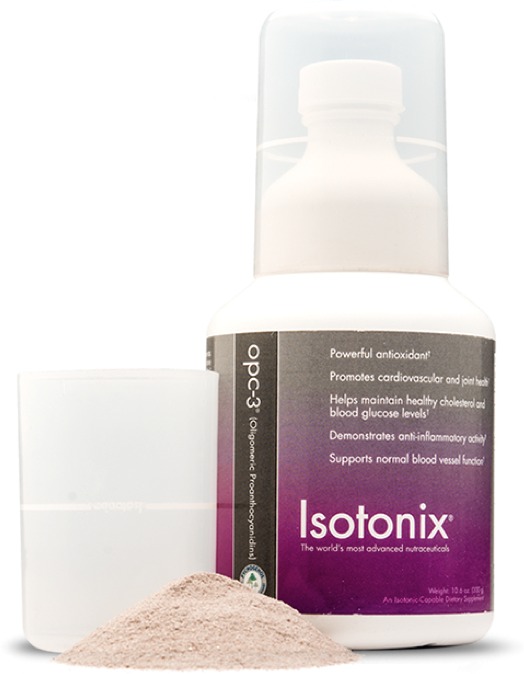 Powerful antioxidant†
Promotes cardiovascular and joint health†
Helps maintain healthy cholesterol and
blood glucose levels†
Demonstrates anti-inflammatory activity†
Supports normal blood vessel function†
opc-3® (Oligomeric Proanthocyanidins)
Isotonix®
The world's most advanced nutraceuticals
Weight: 10.6 oz. (300 g)
An Isotonic-Capable Dietary Supplement